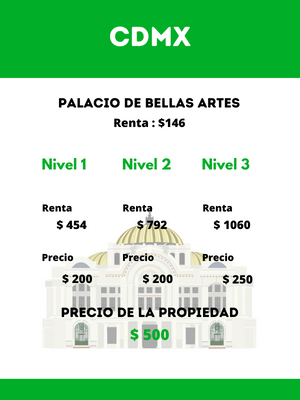 CDMX
PALACIO DE BELLAS ARTES
Renta : $146
Nivel 1 Nivel 2 Nivel 3
Renta Renta Renta
$ 454 $ 792 $ 1060
Precio Precio Precio
$ 200 $ 200 $ 250
PRECIO DE LA PROPIEDAD
$ 500